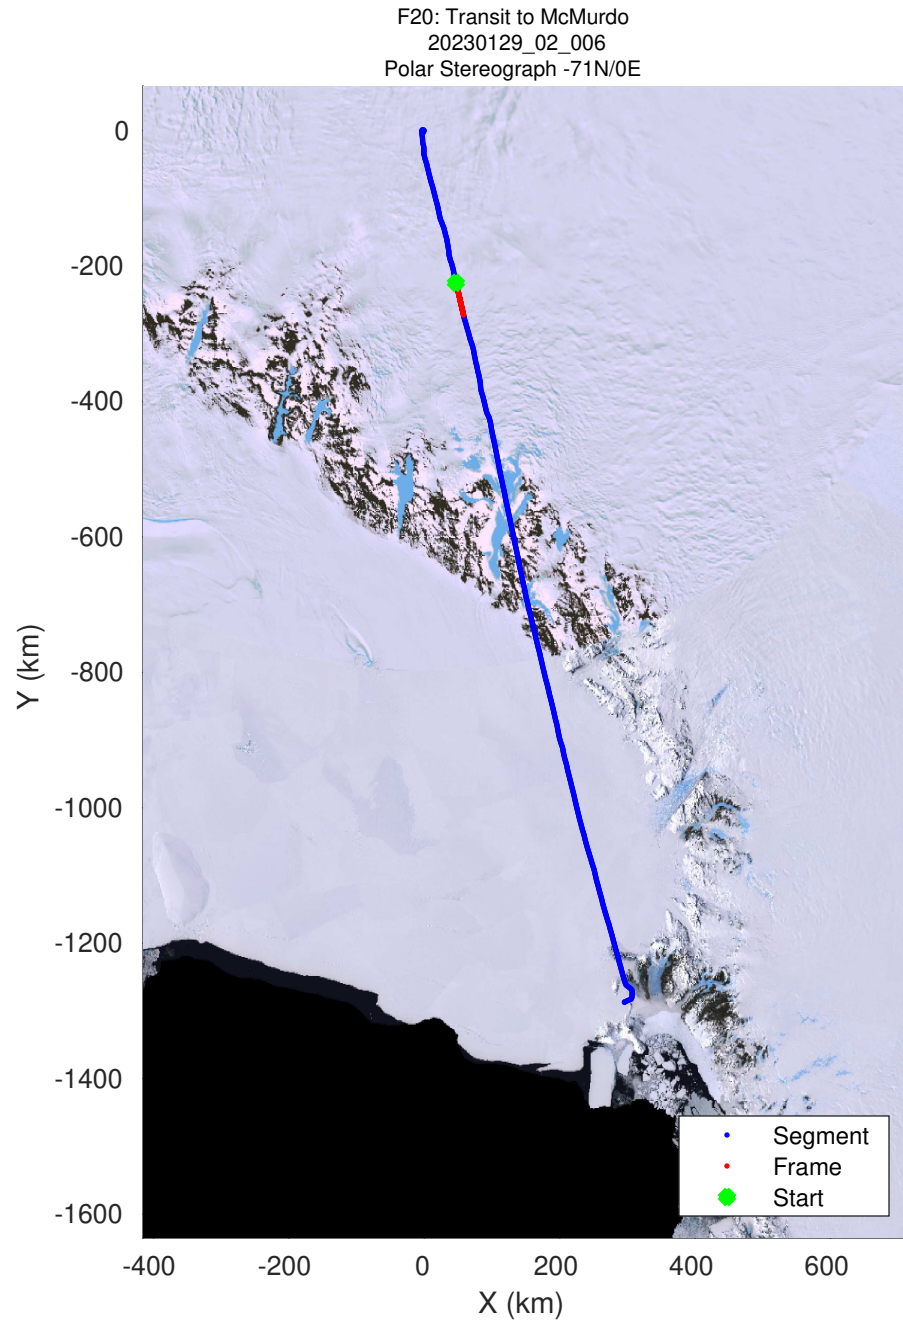 F20: Transit to McMurdo
20230129_02_006
Polar Stereograph -71N/0E
0
-200
-400
-600
-800
-1000
-1200
-1400
-1600
Y (km)
Segment
Frame
Start
-400
-200
0
200
400
600
X (km)